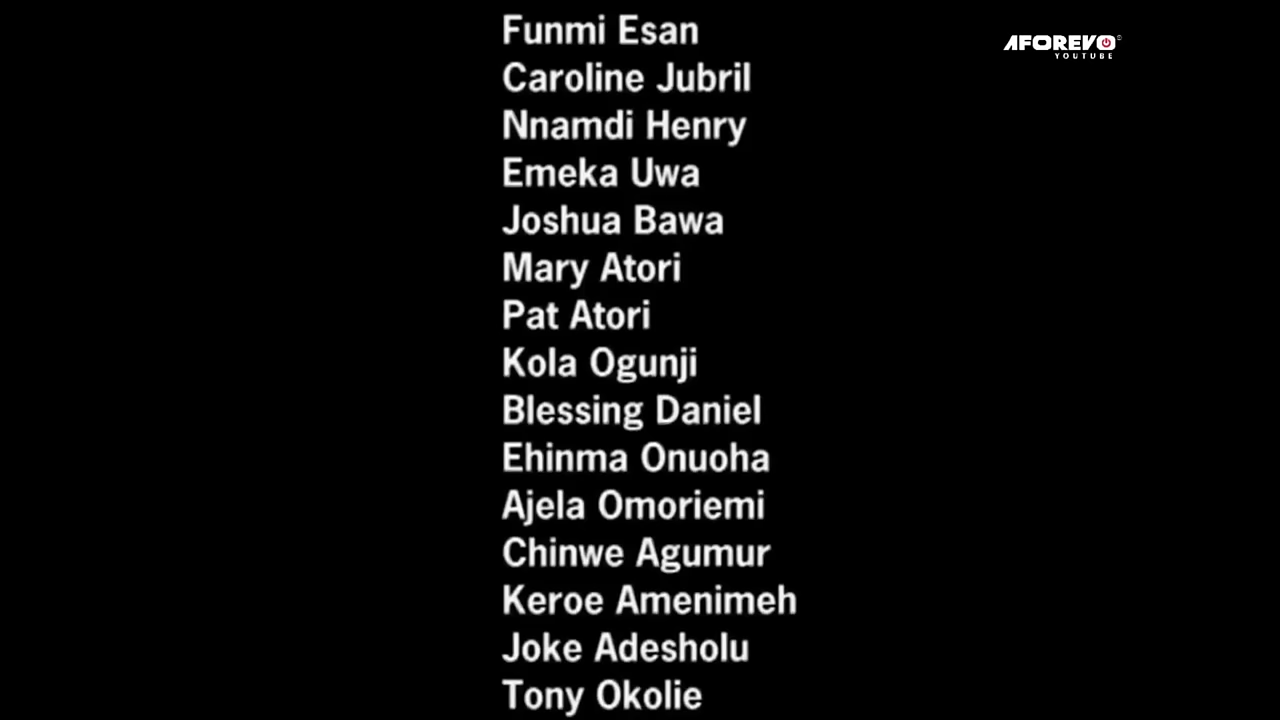 Funmi Esan
Caroline Jubril
Nnamdi Henry
Emeka Uwa
Joshua Bawa
Mary Atori
Pat Atori
Kola Ogunji
Blessing Daniel
Ehinma Onuoha
Ajela Omoriemi
Chinwe Agumur
Keroe Amenimeh
Joke Adesholu
Tony Okolie
AFOREVO©
YOUTUBE